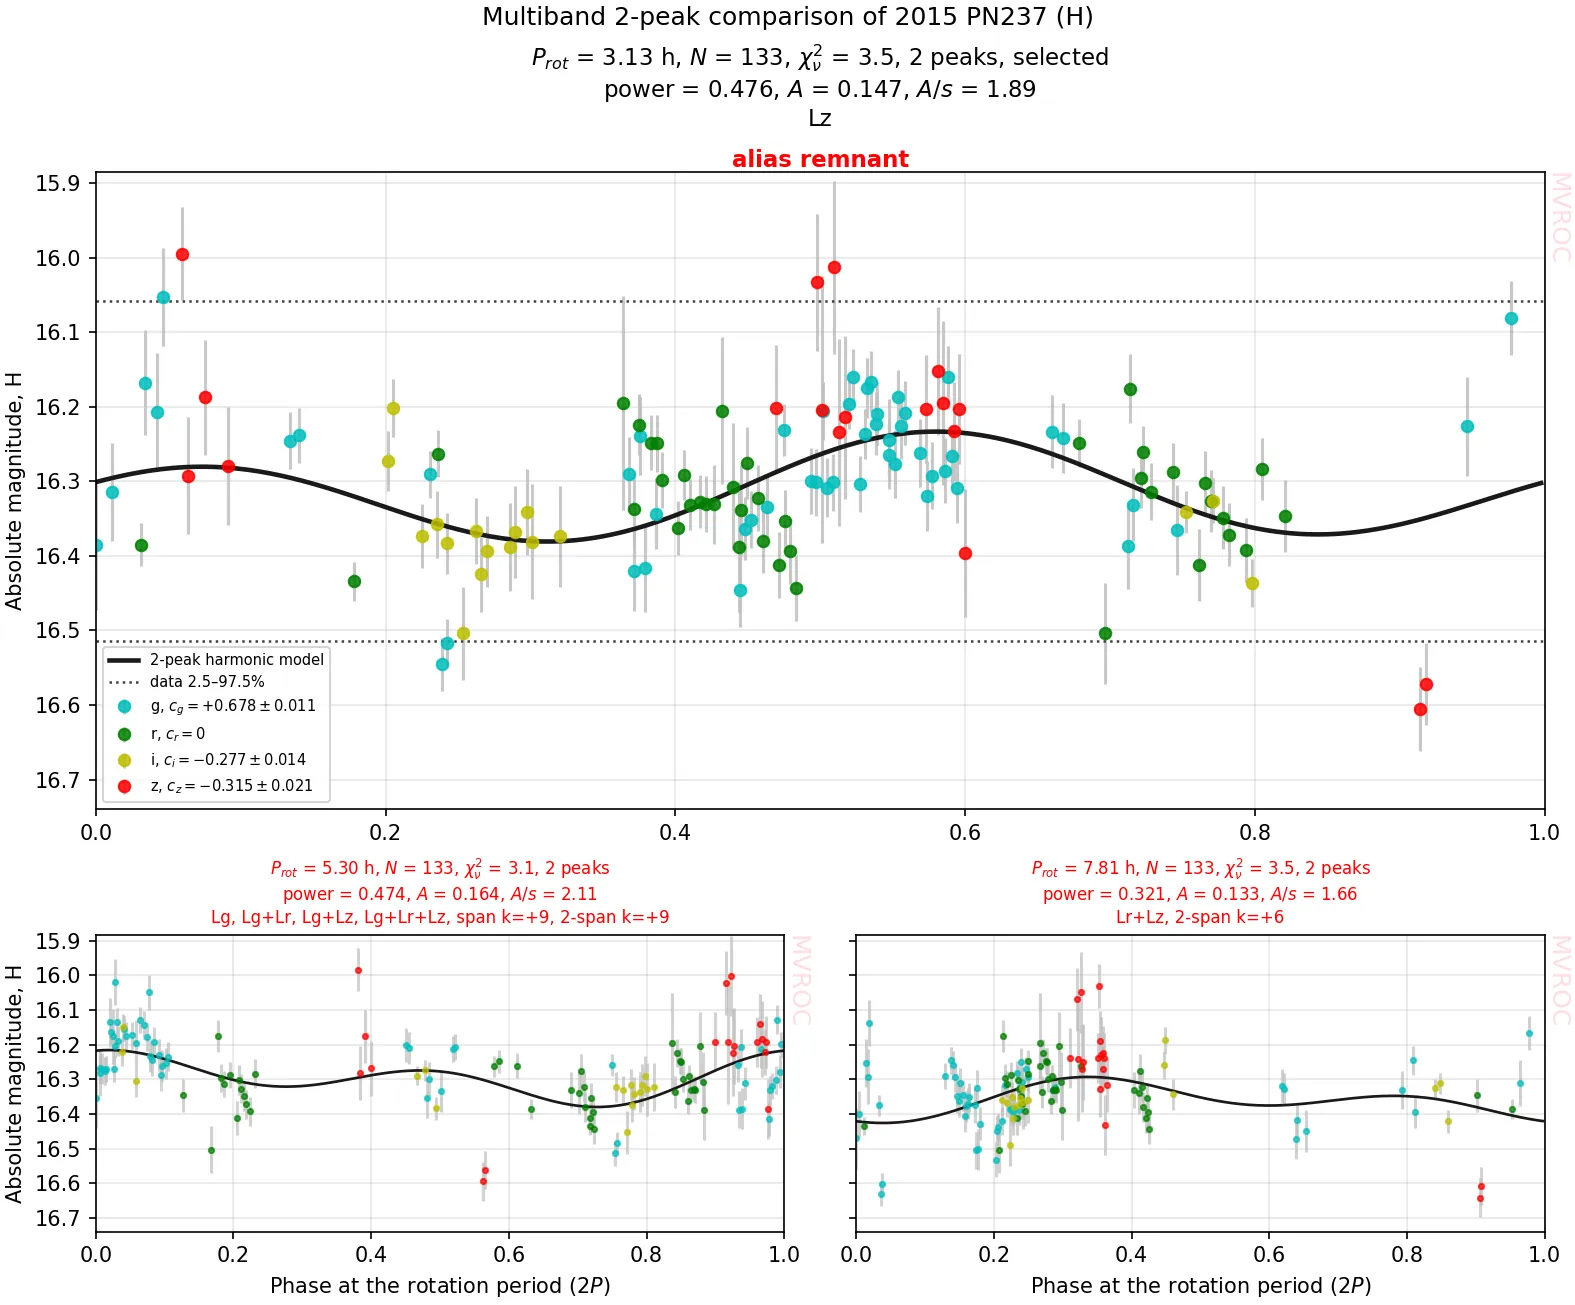 Multiband 2-peak comparison of 2015 PN237 (H)
P_rot = 3.13 h, N = 133, χ²_ν = 3.5, 2 peaks, selected
power = 0.476, A = 0.147, A/s = 1.89
Lz
alias remnant
Absolute magnitude, H
15.9
16.0
16.1
16.2
16.3
16.4
16.5
16.6
16.7
2-peak harmonic model
data 2.5–97.5%
g, c_g = +0.678 ± 0.011
r, c_r = 0
i, c_i = −0.277 ± 0.014
z, c_z = −0.315 ± 0.021
0.0 0.2 0.4 0.6 0.8 1.0
MVROC
P_rot = 5.30 h, N = 133, χ²_ν = 3.1, 2 peaks
power = 0.474, A = 0.164, A/s = 2.11
Lg, Lg+Lr, Lg+Lz, Lg+Lr+Lz, span k=+9, 2-span k=+9
Absolute magnitude, H
15.9
16.0
16.1
16.2
16.3
16.4
16.5
16.6
16.7
0.0 0.2 0.4 0.6 0.8 1.0
Phase at the rotation period (2P)
MVROC
P_rot = 7.81 h, N = 133, χ²_ν = 3.5, 2 peaks
power = 0.321, A = 0.133, A/s = 1.66
Lr+Lz, 2-span k=+6
0.0 0.2 0.4 0.6 0.8 1.0
Phase at the rotation period (2P)
MVROC